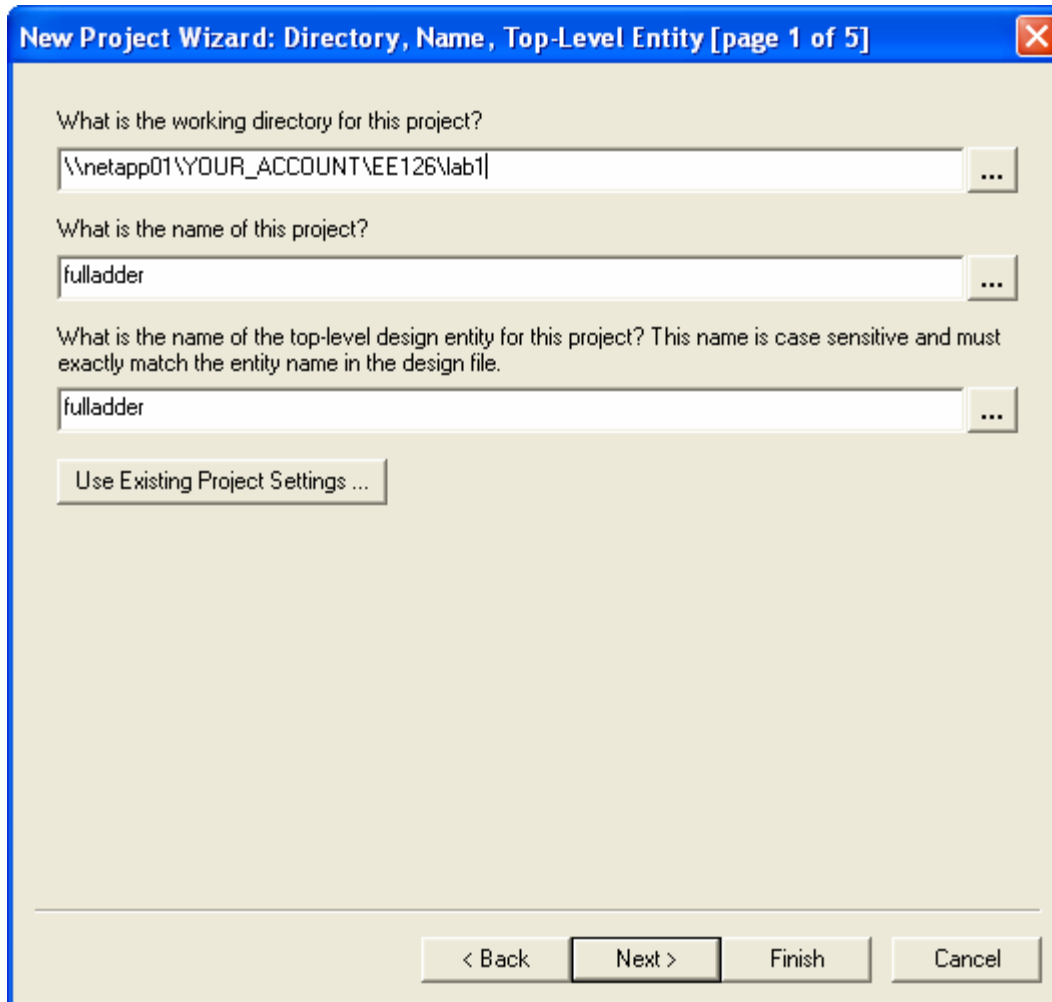 New Project Wizard: Directory, Name, Top-Level Entity [page 1 of 5]
What is the working directory for this project?
\\netapp01\YOUR_ACCOUNT\EE126\lab1
...
What is the name of this project?
fulladder
...
What is the name of the top-level design entity for this project? This name is case sensitive and must
exactly match the entity name in the design file.
fulladder
...
Use Existing Project Settings ...
< Back
Next >
Finish
Cancel